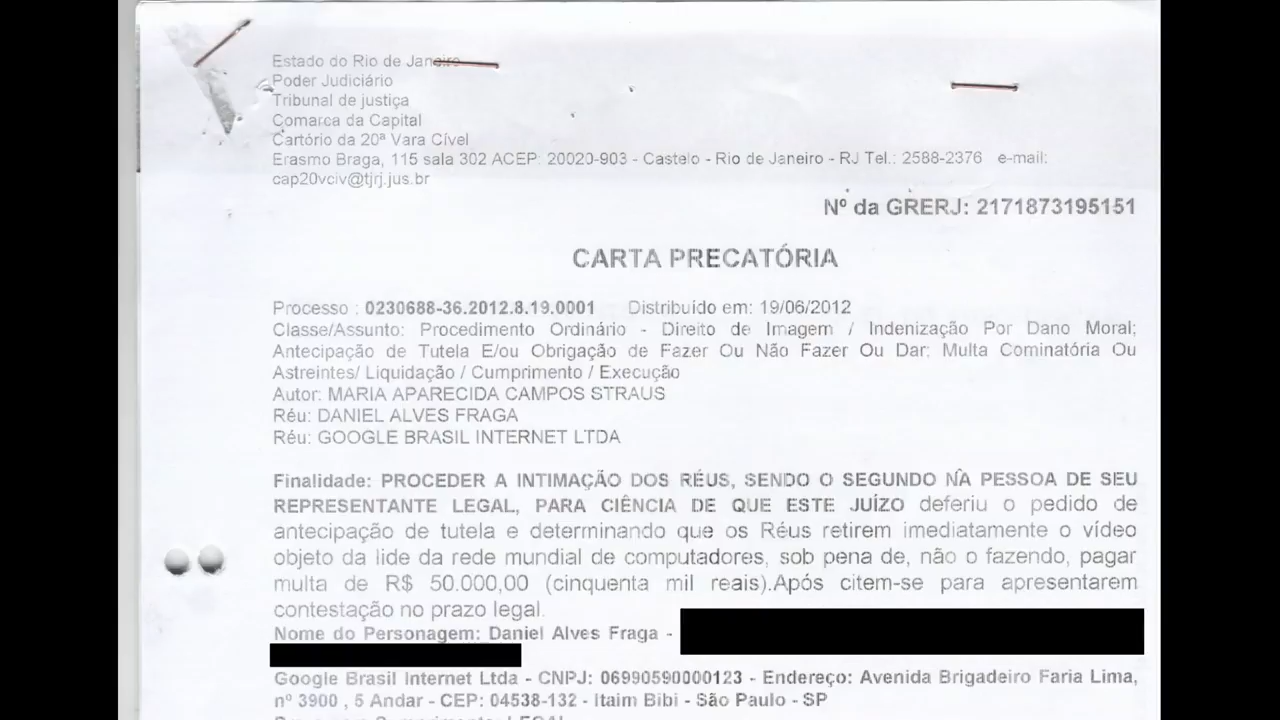 Estado do Rio de Janeiro
Poder Judiciário
Tribunal de justiça
Comarca da Capital
Cartório da 20ª Vara Cível
Erasmo Braga, 115 sala 302 ACEP: 20020-903 - Castelo - Rio de Janeiro - RJ Tel.: 2588-2376 e-mail:
cap20vciv@tjrj.jus.br
Nº da GRERJ: 2171873195151
CARTA PRECATÓRIA
Processo : 0230688-36.2012.8.19.0001 Distribuído em: 19/06/2012
Classe/Assunto: Procedimento Ordinário - Direito de Imagem / Indenização Por Dano Moral;
Antecipação de Tutela E/ou Obrigação de Fazer Ou Não Fazer Ou Dar; Multa Cominatória Ou
Astreintes/ Liquidação / Cumprimento / Execução
Autor: MARIA APARECIDA CAMPOS STRAUS
Réu: DANIEL ALVES FRAGA
Réu: GOOGLE BRASIL INTERNET LTDA
Finalidade: PROCEDER A INTIMAÇÃO DOS RÉUS, SENDO O SEGUNDO NA PESSOA DE SEU
REPRESENTANTE LEGAL, PARA CIÊNCIA DE QUE ESTE JUÍZO deferiu o pedido de
antecipação de tutela e determinando que os Réus retirem imediatamente o vídeo
objeto da lide da rede mundial de computadores, sob pena de, não o fazendo, pagar
multa de R$ 50.000,00 (cinquenta mil reais).Após citem-se para apresentarem
contestação no prazo legal.
Nome do Personagem: Daniel Alves Fraga -
Google Brasil Internet Ltda - CNPJ: 06990590000123 - Endereço: Avenida Brigadeiro Faria Lima,
nº 3900 , 5 Andar - CEP: 04538-132 - Itaim Bibi - São Paulo - SP